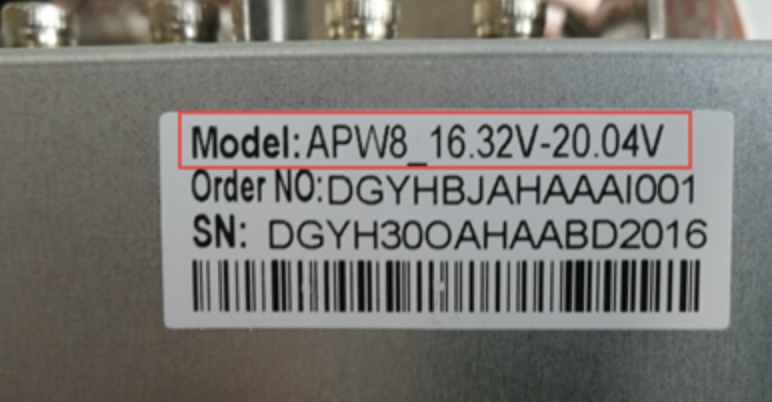 Model:APW8_16.32V-20.04V
Order NO:DGYHBJAHAAAI001
SN: DGYH30OAHAABD2016